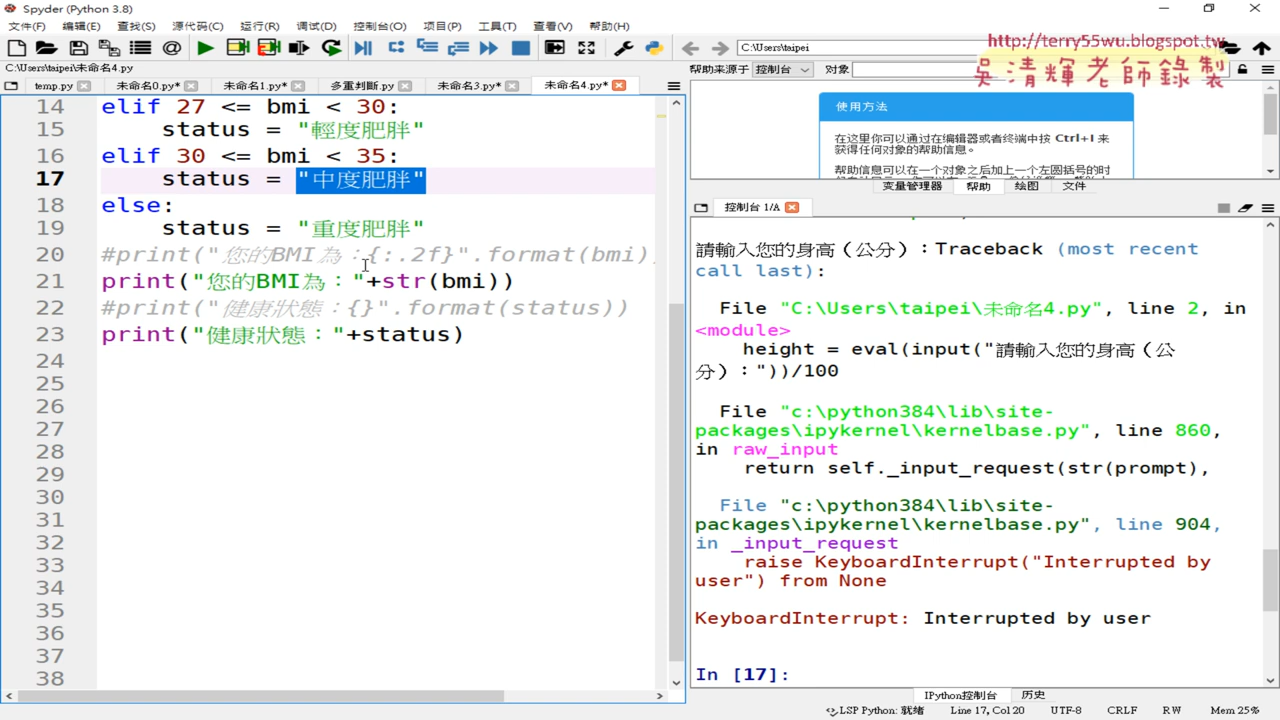 Spyder (Python 3.8)
文件(F) 编辑(E) 查找(S) 源代码(C) 运行(R) 调试(D) 控制台(O) 项目(P) 工具(T) 查看(V) 帮助(H)
C:\Users\taipei
http://terry55wu.blogspot.tw
吳清輝老師錄製
C:\Users\taipei\未命名4.py
帮助来源于 控制台 对象
temp.py 未命名0.py* 未命名1.py* 多重判斷.py 未命名3.py* 未命名4.py*
14 elif 27 <= bmi < 30:
15 status = "輕度肥胖"
16 elif 30 <= bmi < 35:
17 status = "中度肥胖"
18 else:
19 status = "重度肥胖"
20 #print("您的BMI為：{:.2f}".format(bmi)
21 print("您的BMI為："+str(bmi))
22 #print("健康狀態：{}".format(status))
23 print("健康狀態："+status)
24
25
26
27
28
29
30
31
32
33
34
35
36
37
38
使用方法
在这里你可以通过在编辑器或者终端中按 Ctrl+I 来
获得任何对象的帮助信息。
帮助信息可以在一个对象之后加上一个左圆括号的时
变量管理器 帮助 绘图 文件
控制台 1/A
請輸入您的身高（公分）：Traceback (most recent
call last):
File "C:\Users\taipei\未命名4.py", line 2, in
<module>
height = eval(input("請輸入您的身高（公
分）："))/100
File "c:\python384\lib\site-
packages\ipykernel\kernelbase.py", line 860,
in raw_input
return self._input_request(str(prompt),
File "c:\python384\lib\site-
packages\ipykernel\kernelbase.py", line 904,
in _input_request
raise KeyboardInterrupt("Interrupted by
user") from None
KeyboardInterrupt: Interrupted by user
In [17]:
IPython控制台 历史
LSP Python: 就绪 Line 17, Col 20 UTF-8 CRLF RW Mem 25%